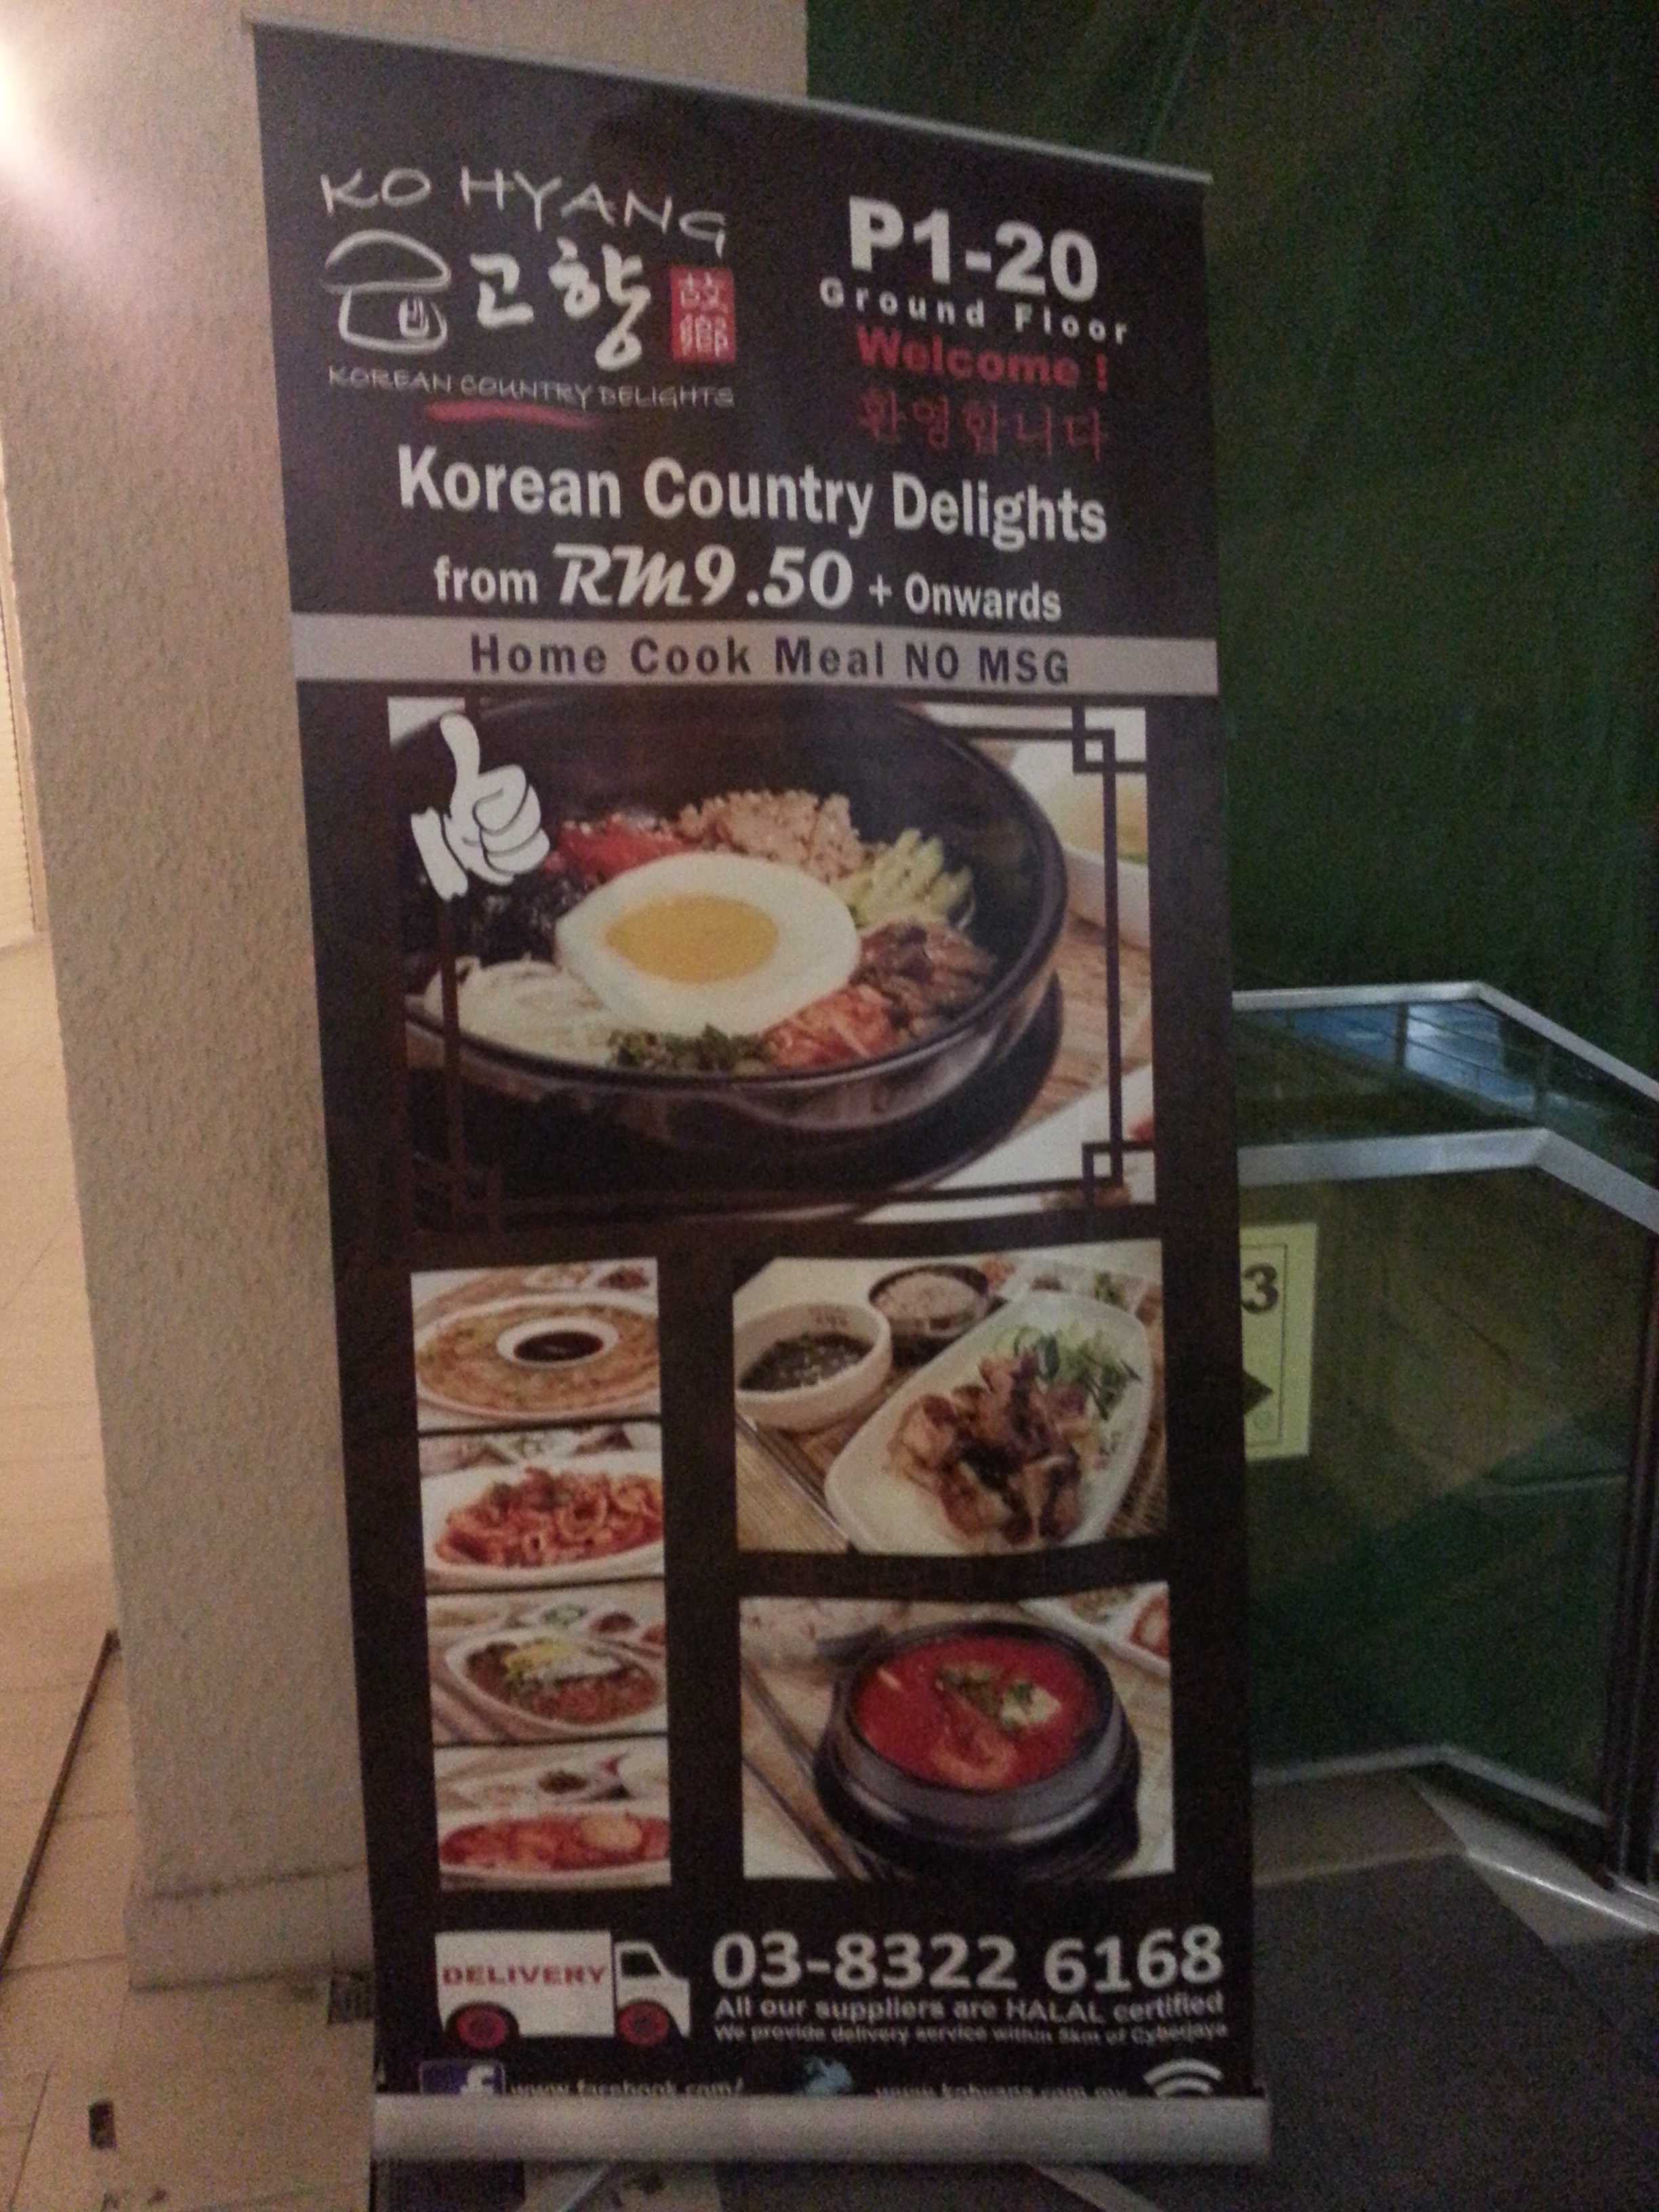 KO HYANG
고향
故鄉
KOREAN COUNTRY DELIGHTS
P1-20
Ground Floor
Welcome !
환영합니다
Korean Country Delights
from RM9.50 + Onwards
Home Cook Meal NO MSG
3
DELIVERY
03-8322 6168
All our suppliers are HALAL certified
We provide delivery service within 5km of Cyberjaya
f www.facebook.com/
www.kohyang.com.my